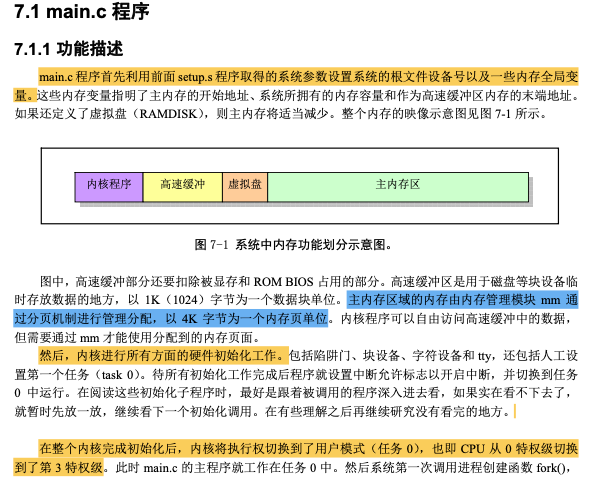 7.1 main.c 程序
7.1.1 功能描述
main.c 程序首先利用前面 setup.s 程序取得的系统参数设置系统的根文件设备号以及一些内存全局变
量。这些内存变量指明了主内存的开始地址、系统所拥有的内存容量和作为高速缓冲区内存的末端地址。
如果还定义了虚拟盘（RAMDISK），则主内存将适当减少。整个内存的映像示意图见图 7-1 所示。
内核程序 高速缓冲 虚拟盘 主内存区
图 7-1 系统中内存功能划分示意图。
图中，高速缓冲部分还要扣除被显存和 ROM BIOS 占用的部分。高速缓冲区是用于磁盘等块设备临
时存放数据的地方，以 1K（1024）字节为一个数据块单位。主内存区域的内存由内存管理模块 mm 通
过分页机制进行管理分配，以 4K 字节为一个内存页单位。内核程序可以自由访问高速缓冲中的数据，
但需要通过 mm 才能使用分配到的内存页面。
然后，内核进行所有方面的硬件初始化工作。包括陷阱门、块设备、字符设备和 tty，还包括人工设
置第一个任务（task 0）。待所有初始化工作完成后程序就设置中断允许标志以开启中断，并切换到任务
0 中运行。在阅读这些初始化子程序时，最好是跟着被调用的程序深入进去看，如果实在看不下去了，
就暂时先放一放，继续看下一个初始化调用。在有些理解之后再继续研究没有看完的地方。
在整个内核完成初始化后，内核将执行权切换到了用户模式（任务 0），也即 CPU 从 0 特权级切换
到了第 3 特权级。此时 main.c 的主程序就工作在任务 0 中。然后系统第一次调用进程创建函数 fork()，